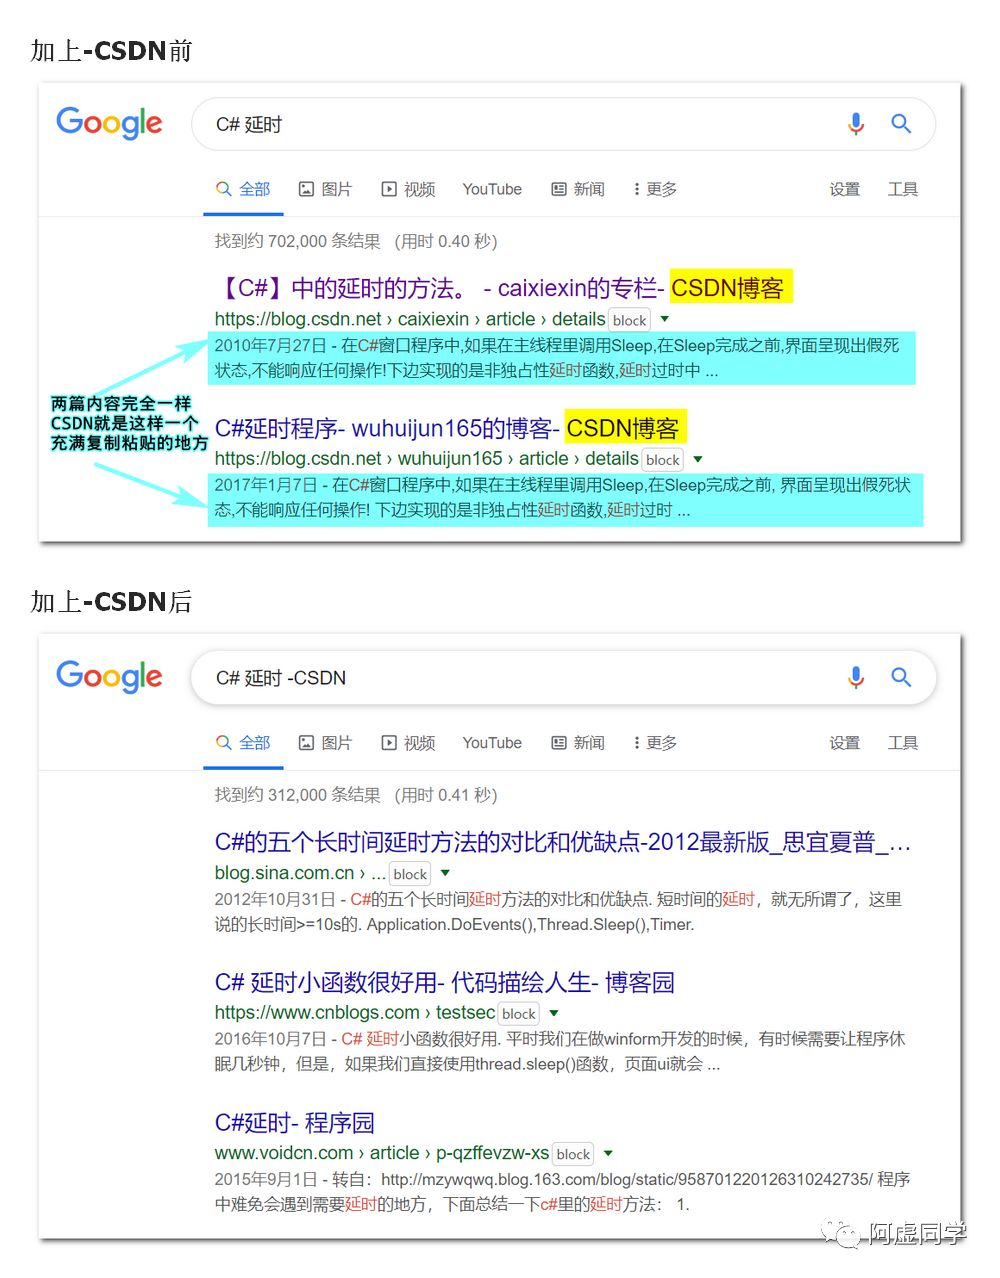 加上-CSDN前
Google
C# 延时
全部 图片 视频 YouTube 新闻 更多 设置 工具
找到约 702,000 条结果 （用时 0.40 秒）
【C#】中的延时的方法。 - caixiexin的专栏- CSDN博客
https://blog.csdn.net › caixiexin › article › details block
2010年7月27日 - 在C#窗口程序中,如果在主线程里调用Sleep,在Sleep完成之前,界面呈现出假死
状态,不能响应任何操作!下边实现的是非独占性延时函数,延时过时中 ...
两篇内容完全一样
CSDN就是这样一个
充满复制粘贴的地方
C#延时程序- wuhuijun165的博客- CSDN博客
https://blog.csdn.net › wuhuijun165 › article › details block
2017年1月7日 - 在C#窗口程序中,如果在主线程里调用Sleep,在Sleep完成之前, 界面呈现出假死状
态,不能响应任何操作! 下边实现的是非独占性延时函数,延时过时 ...
加上-CSDN后
Google
C# 延时 -CSDN
全部 图片 视频 YouTube 新闻 更多 设置 工具
找到约 312,000 条结果 （用时 0.41 秒）
C#的五个长时间延时方法的对比和优缺点-2012最新版_思宜夏普_...
blog.sina.com.cn › ... block
2012年10月31日 - C#的五个长时间延时方法的对比和优缺点. 短时间的延时，就无所谓了，这里
说的长时间>=10s的. Application.DoEvents(),Thread.Sleep(),Timer.
C# 延时小函数很好用- 代码描绘人生- 博客园
https://www.cnblogs.com › testsec block
2016年10月7日 - C# 延时小函数很好用. 平时我们在做winform开发的时候，有时候需要让程序休
眠几秒钟，但是，如果我们直接使用thread.sleep()函数，页面ui就会 ...
C#延时- 程序园
www.voidcn.com › article › p-qzffevzw-xs block
2015年9月1日 - 转自：http://mzywqwq.blog.163.com/blog/static/958701220126310242735/ 程序
中难免会遇到需要延时的地方，下面总结一下c#里的延时方法： 1.
阿虚同学